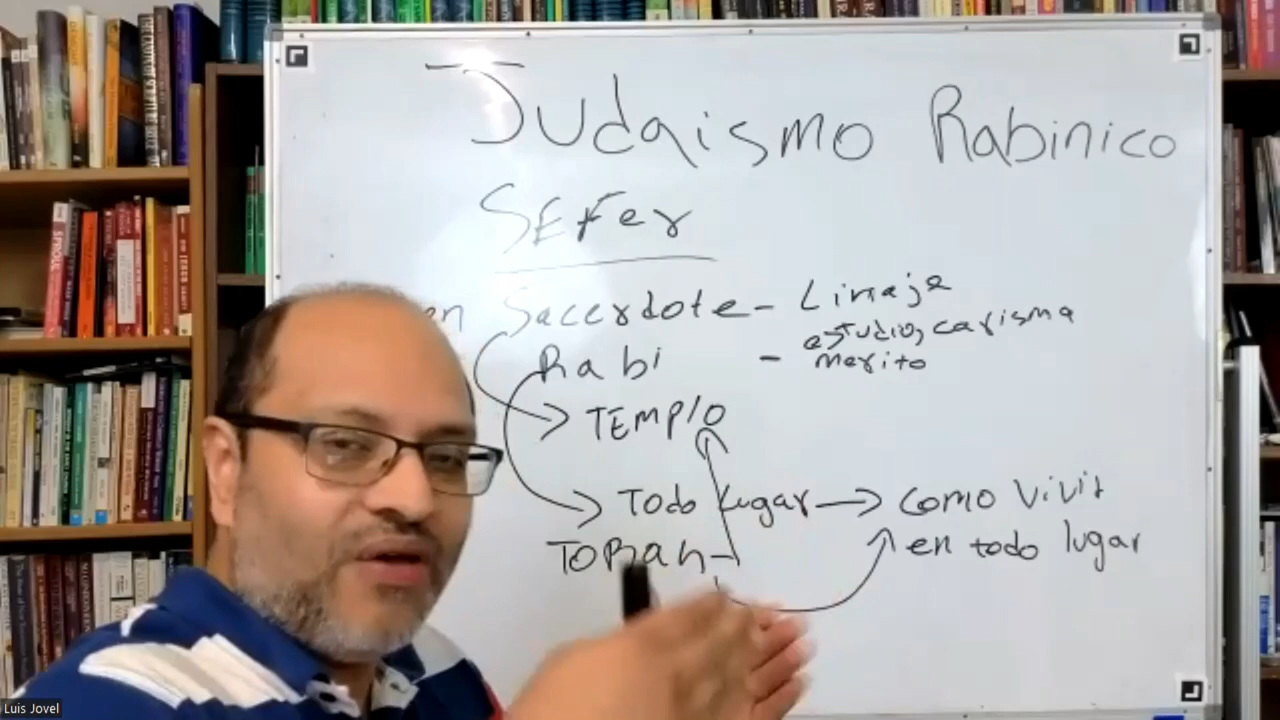 Judaismo Rabinico
SEFer
en Sacerdote - Linaje
Rabi - estudio, carisma
merito
TEMPlO
Todo lugar → como vivir
en todo lugar
TORah
Luis Jovel